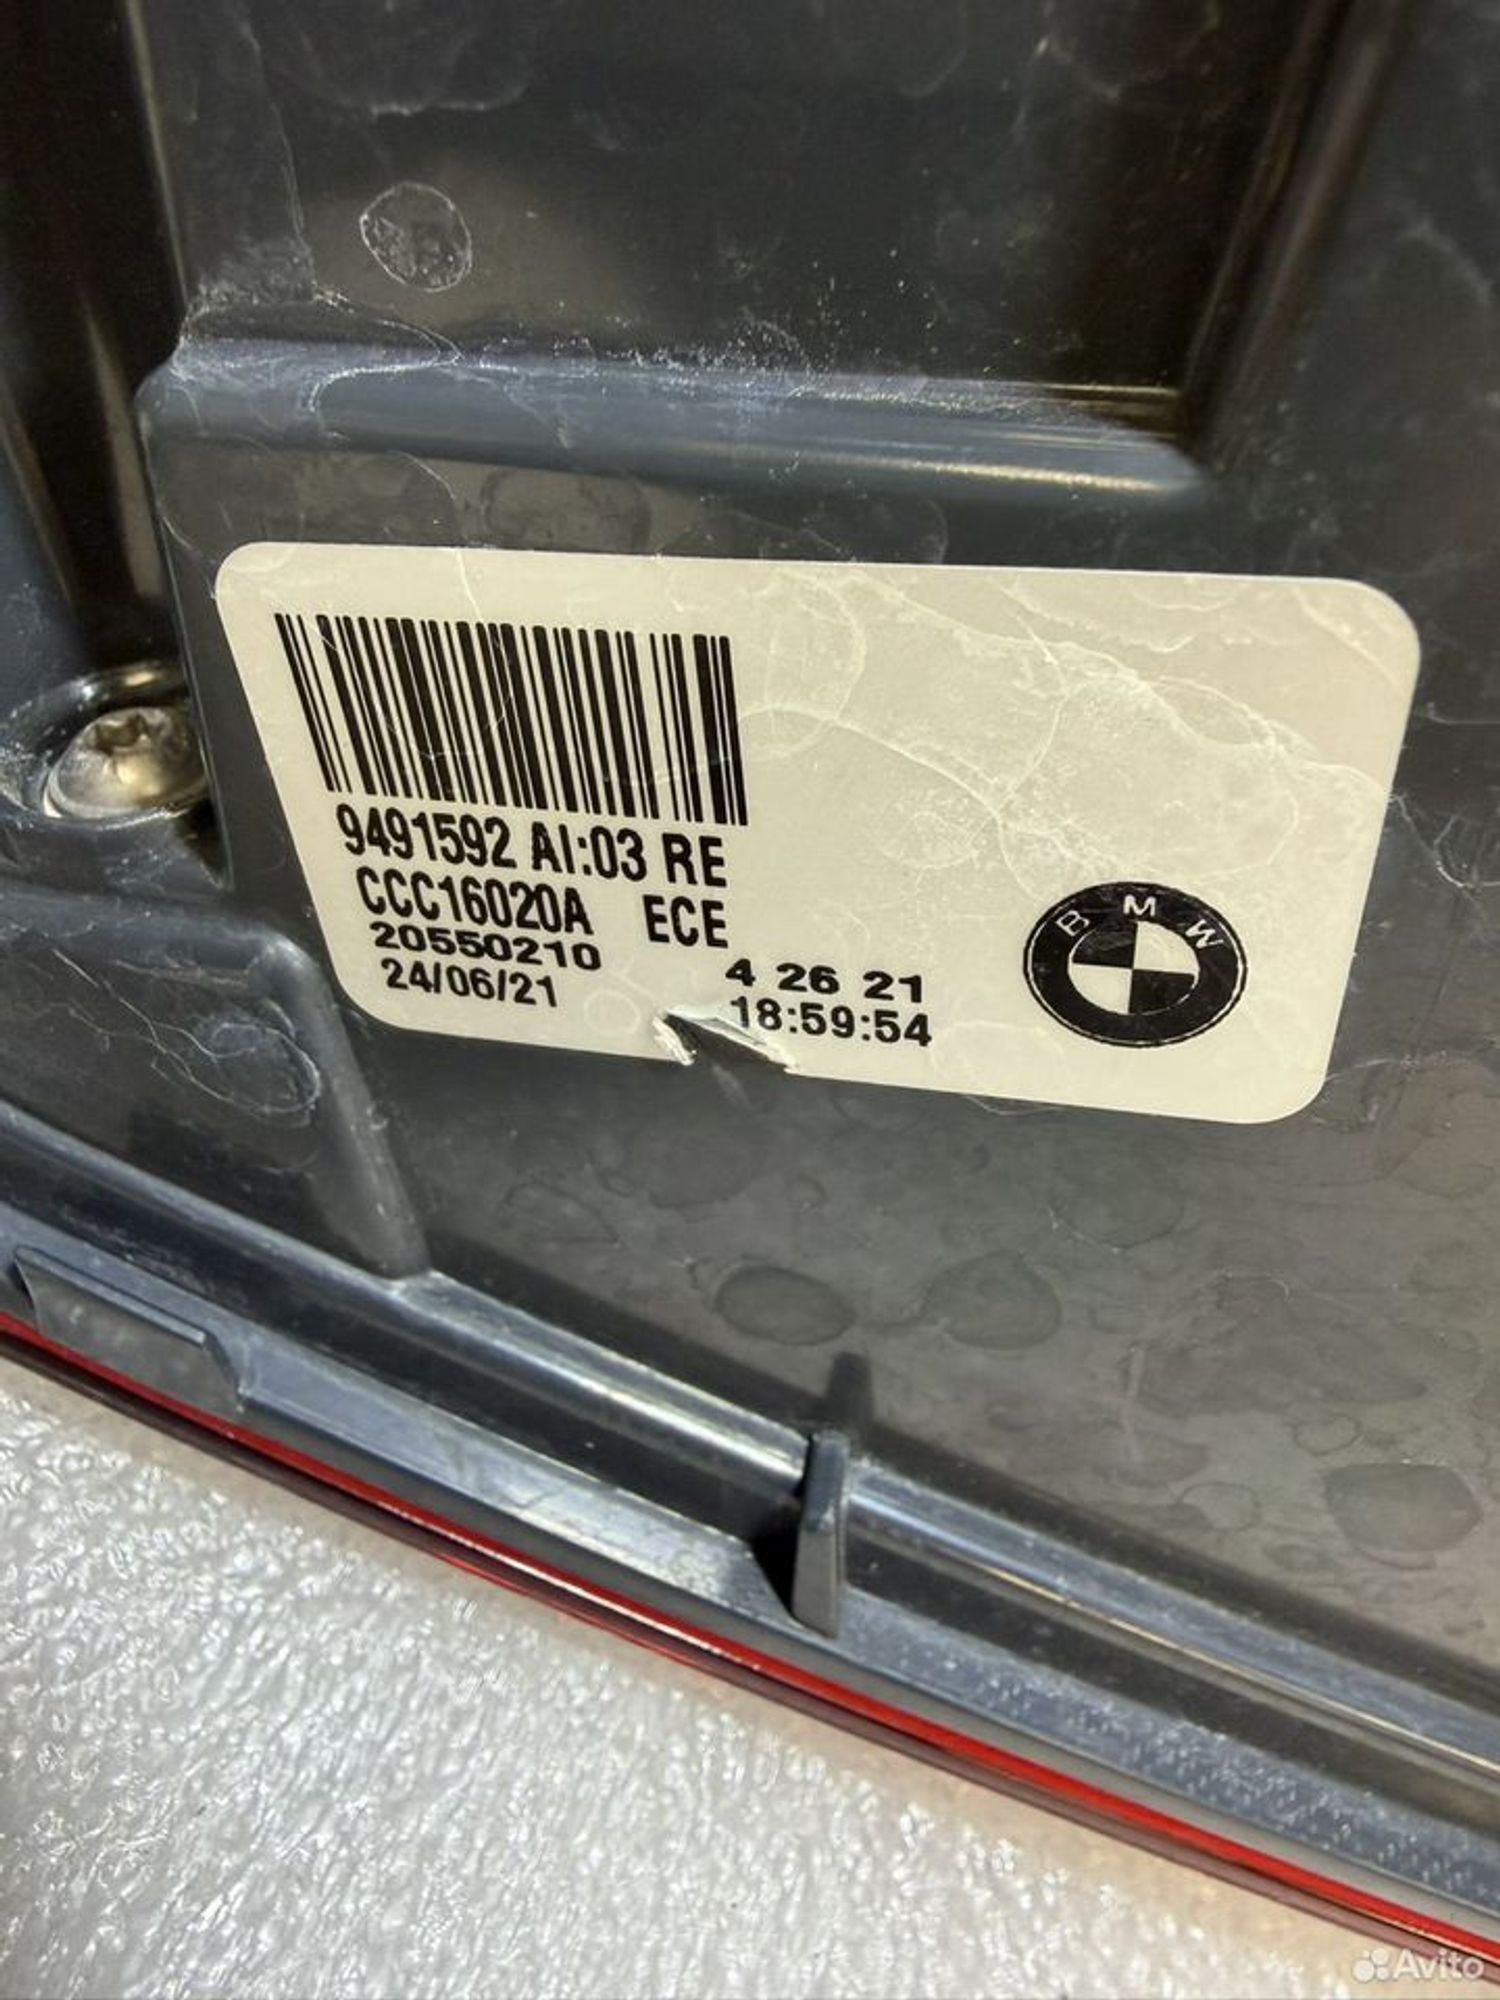 9491592 AI:03 RE
CCC16020A ECE
20550210
24/06/21
4 26 21
18:59:54
BMW
Avito